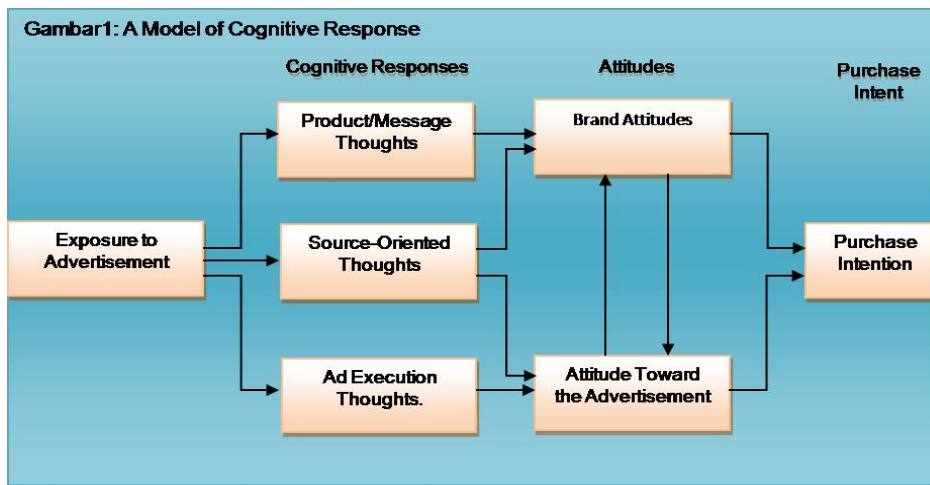 Gambar1: A Model of Cognitive Response
Cognitive Responses
Attitudes
Purchase
Intent
Product/Message
Thoughts
Brand Attitudes
Exposure to
Advertisement
Source-Oriented
Thoughts
Purchase
Intention
Ad Execution
Thoughts.
Attitude Toward
the Advertisement